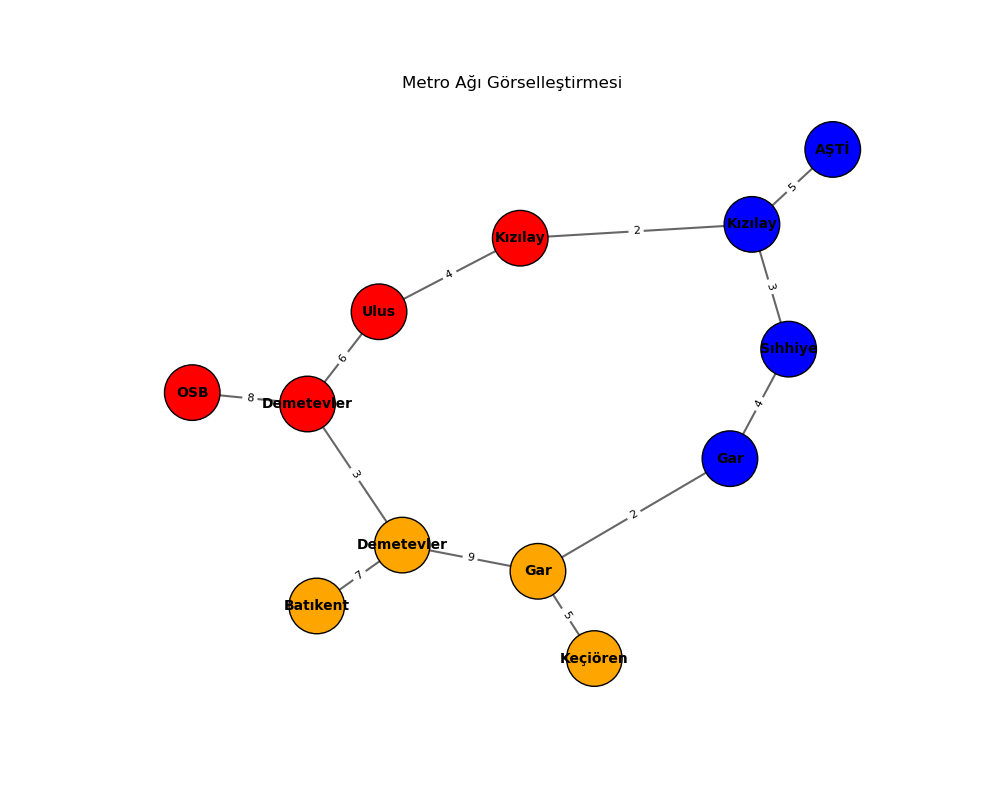 Metro Ağı Görselleştirmesi
AŞTİ
5
Kızılay
2
Kızılay
4
3
Ulus
Sıhhiye
6
OSB
8
Demetevler
4
Gar
3
2
Demetevler
9
Gar
7
Batıkent
5
Keçiören